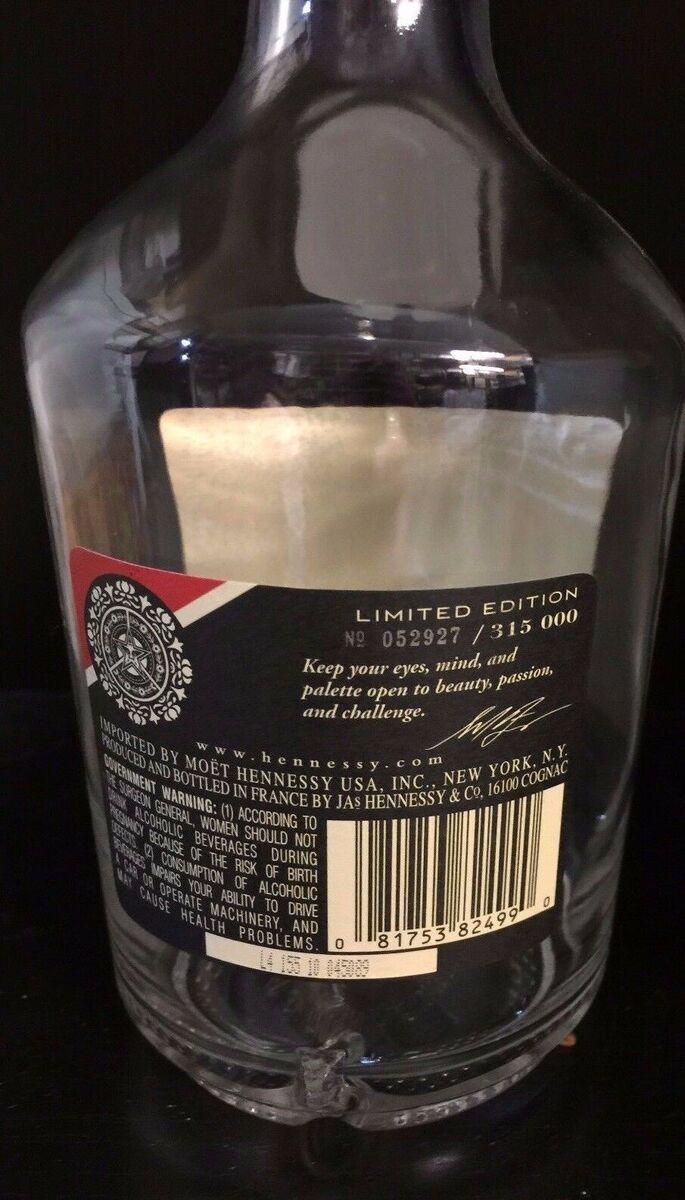 LIMITED EDITION
Nº 052927 / 315 000
Keep your eyes, mind, and
palette open to beauty, passion,
and challenge.
www.hennessy.com
IMPORTED BY MOËT HENNESSY USA, INC., NEW YORK, N.Y.
PRODUCED AND BOTTLED IN FRANCE BY JAs HENNESSY & Co, 16100 COGNAC
GOVERNMENT WARNING: (1) ACCORDING TO
THE SURGEON GENERAL, WOMEN SHOULD NOT
DRINK ALCOHOLIC BEVERAGES DURING
PREGNANCY BECAUSE OF THE RISK OF BIRTH
DEFECTS. (2) CONSUMPTION OF ALCOHOLIC
BEVERAGES IMPAIRS YOUR ABILITY TO DRIVE
A CAR OR OPERATE MACHINERY, AND
MAY CAUSE HEALTH PROBLEMS.
0 81753 82499 0
L4 155 10 045089